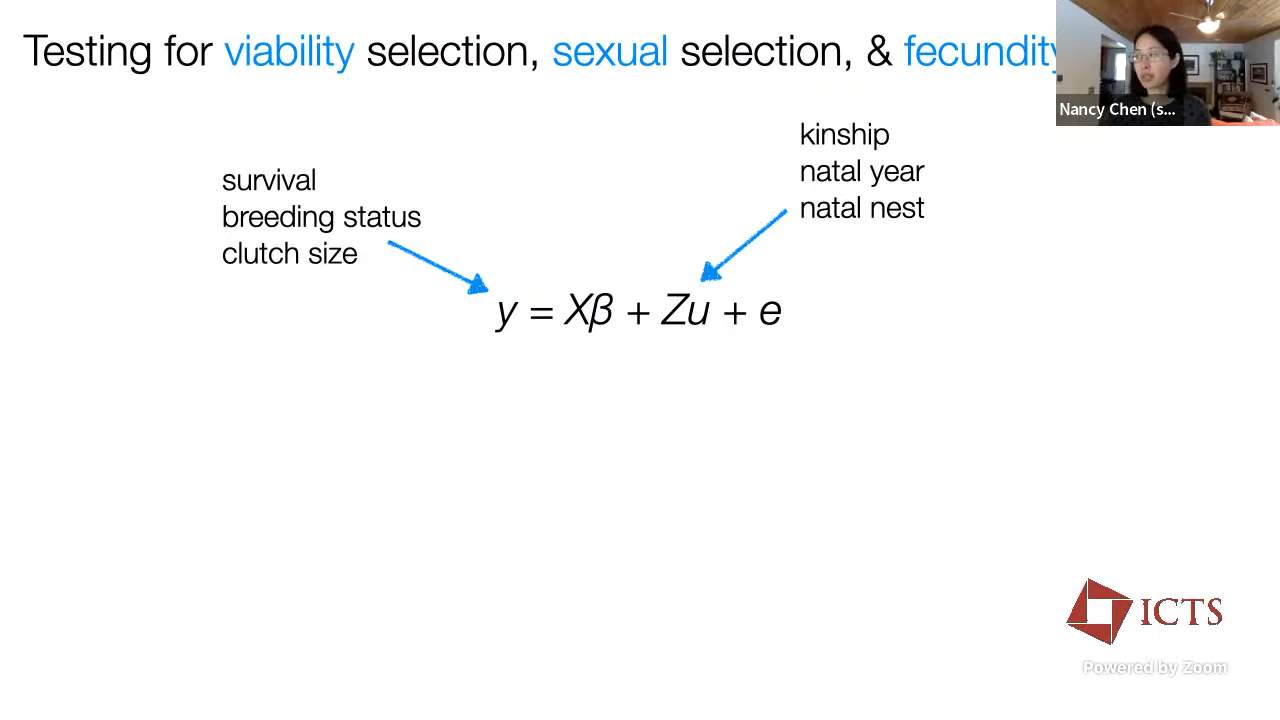 Testing for viability selection, sexual selection, & fecundity
Nancy Chen (s...
kinship
natal year
natal nest
survival
breeding status
clutch size
y = Xβ + Zu + e
ICTS
Powered by Zoom